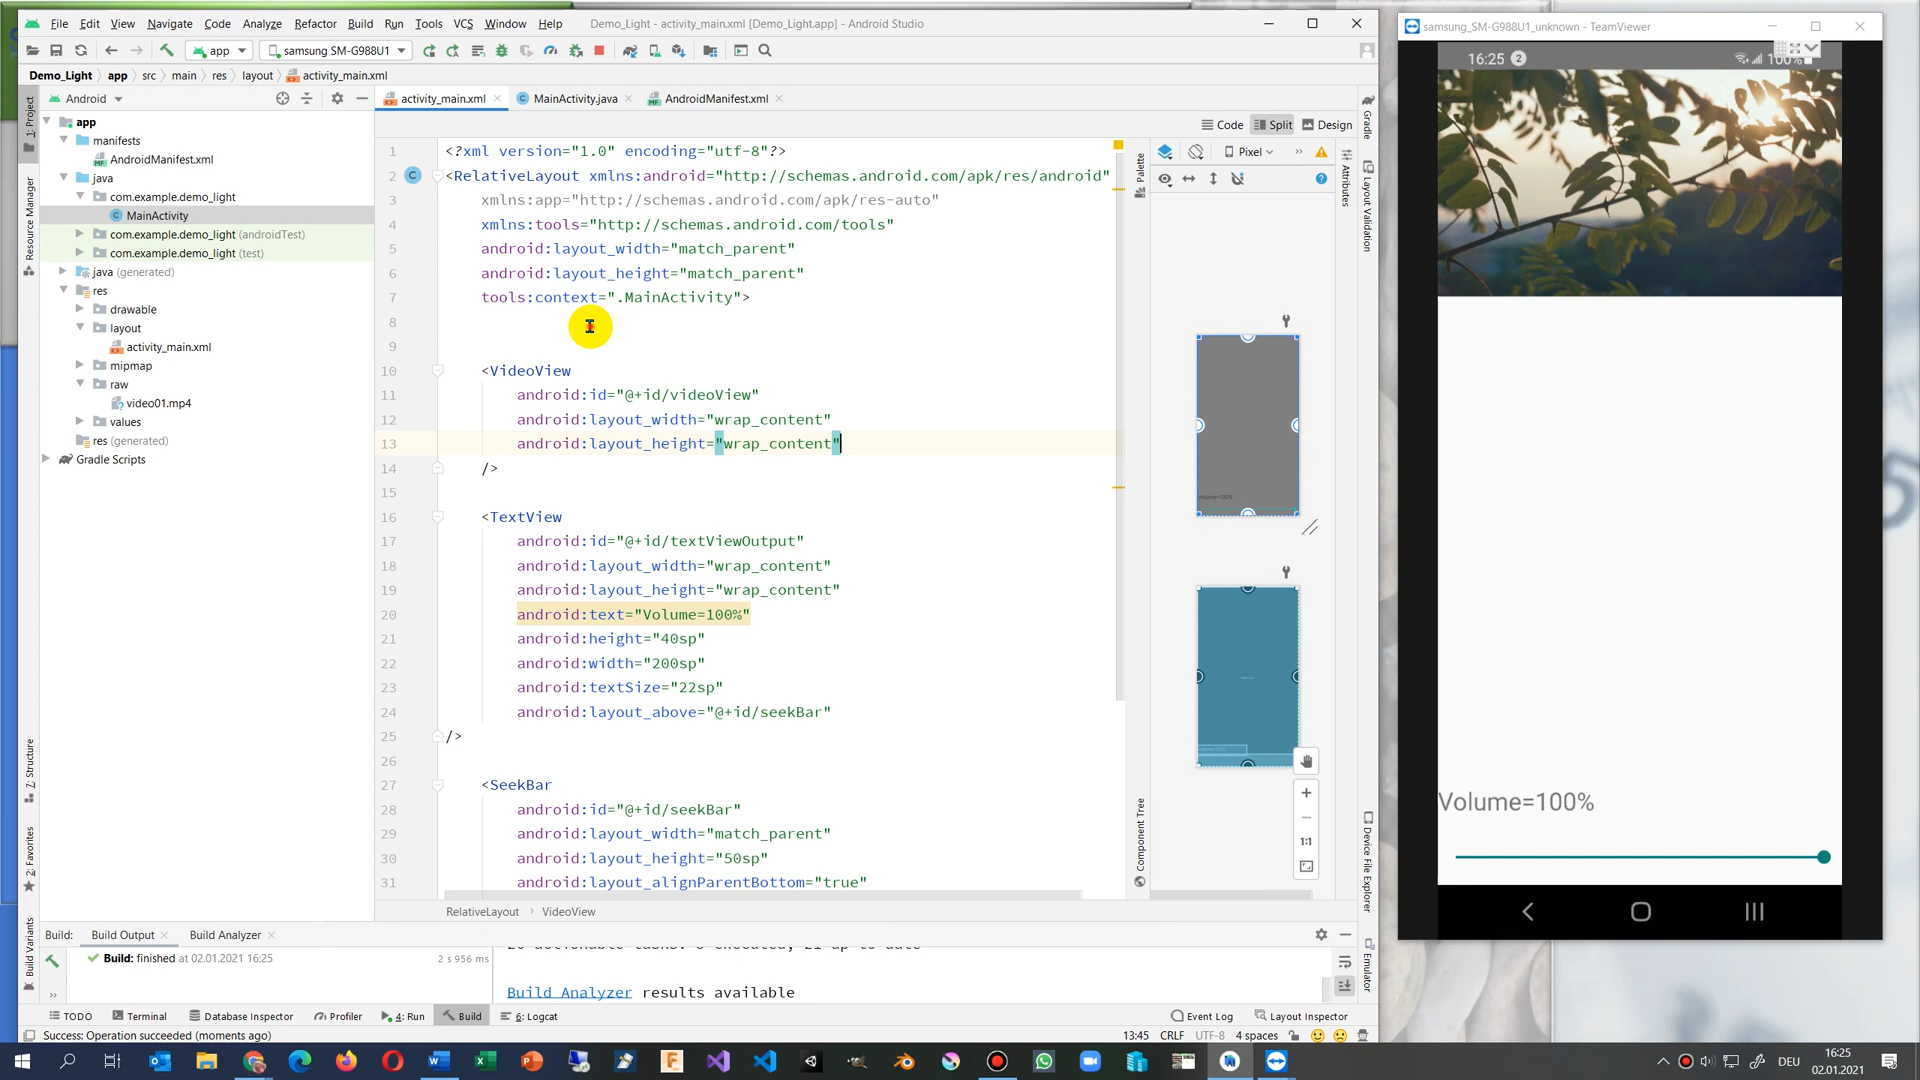 File Edit View Navigate Code Analyze Refactor Build Run Tools VCS Window Help Demo_Light - activity_main.xml [Demo_Light.app] - Android Studio
app samsung SM-G988U1
Demo_Light app src main res layout activity_main.xml
Android
activity_main.xml MainActivity.java AndroidManifest.xml
Code Split Design
Pixel
1: Project
Resource Manager
7: Structure
2: Favorites
Build Variants
app
manifests
AndroidManifest.xml
java
com.example.demo_light
MainActivity
com.example.demo_light (androidTest)
com.example.demo_light (test)
java (generated)
res
drawable
layout
activity_main.xml
mipmap
raw
video01.mp4
values
res (generated)
Gradle Scripts
1 <?xml version="1.0" encoding="utf-8"?>
2 <RelativeLayout xmlns:android="http://schemas.android.com/apk/res/android"
3 xmlns:app="http://schemas.android.com/apk/res-auto"
4 xmlns:tools="http://schemas.android.com/tools"
5 android:layout_width="match_parent"
6 android:layout_height="match_parent"
7 tools:context=".MainActivity">
8
9
10 <VideoView
11 android:id="@+id/videoView"
12 android:layout_width="wrap_content"
13 android:layout_height="wrap_content"
14 />
15
16 <TextView
17 android:id="@+id/textViewOutput"
18 android:layout_width="wrap_content"
19 android:layout_height="wrap_content"
20 android:text="Volume=100%"
21 android:height="40sp"
22 android:width="200sp"
23 android:textSize="22sp"
24 android:layout_above="@+id/seekBar"
25 />
26
27 <SeekBar
28 android:id="@+id/seekBar"
29 android:layout_width="match_parent"
30 android:layout_height="50sp"
31 android:layout_alignParentBottom="true"
RelativeLayout VideoView
Palette
Component Tree
Volume=100%
1:1
Gradle
Attributes
Layout Validation
Device File Explorer
Emulator
Build: Build Output Build Analyzer
Build: finished at 02.01.2021 16:25 2 s 956 ms
Build Analyzer results available
TODO Terminal Database Inspector Profiler 4: Run Build 6: Logcat Event Log Layout Inspector
Success: Operation succeeded (moments ago) 13:45 CRLF UTF-8 4 spaces
samsung_SM-G988U1_unknown - TeamViewer
16:25 2 100%
Volume=100%
DEU 16:25
02.01.2021